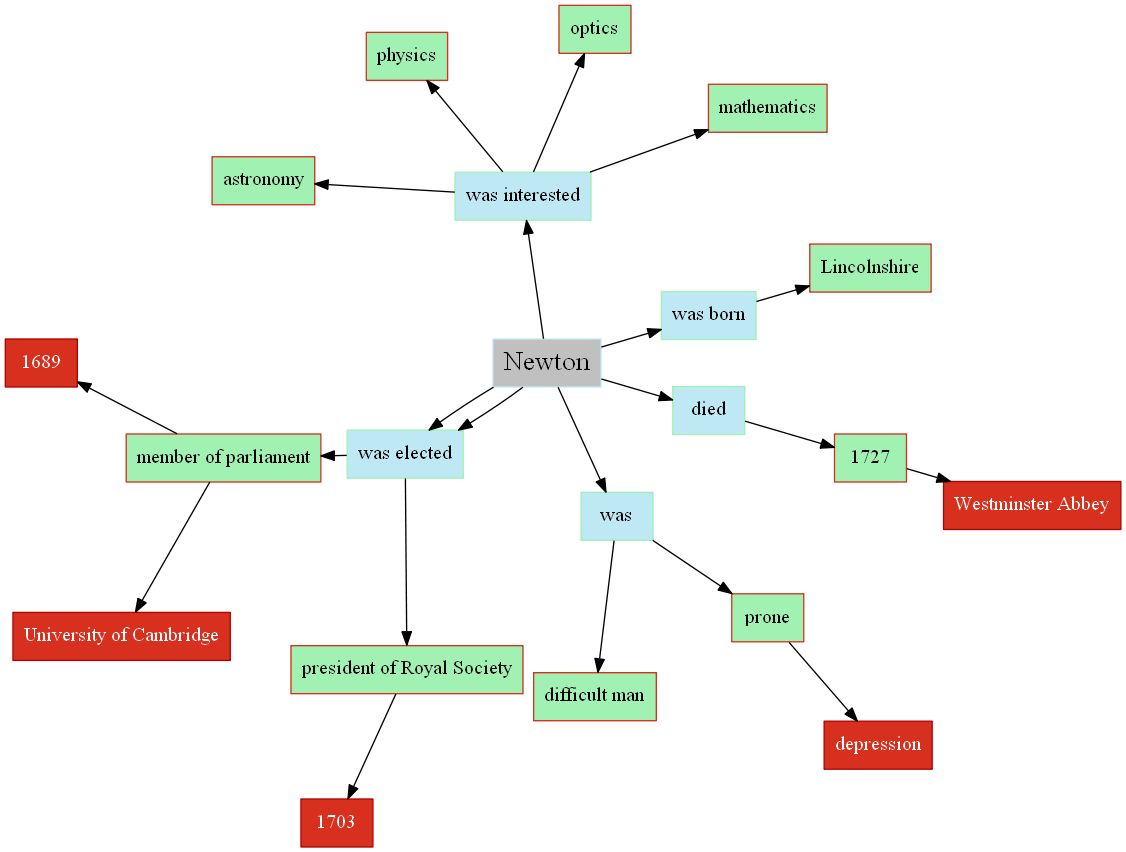 optics
physics
mathematics
astronomy
was interested
Lincolnshire
was born
Newton
1689
died
was elected
member of parliament
1727
Westminster Abbey
was
prone
University of Cambridge
president of Royal Society
difficult man
depression
1703